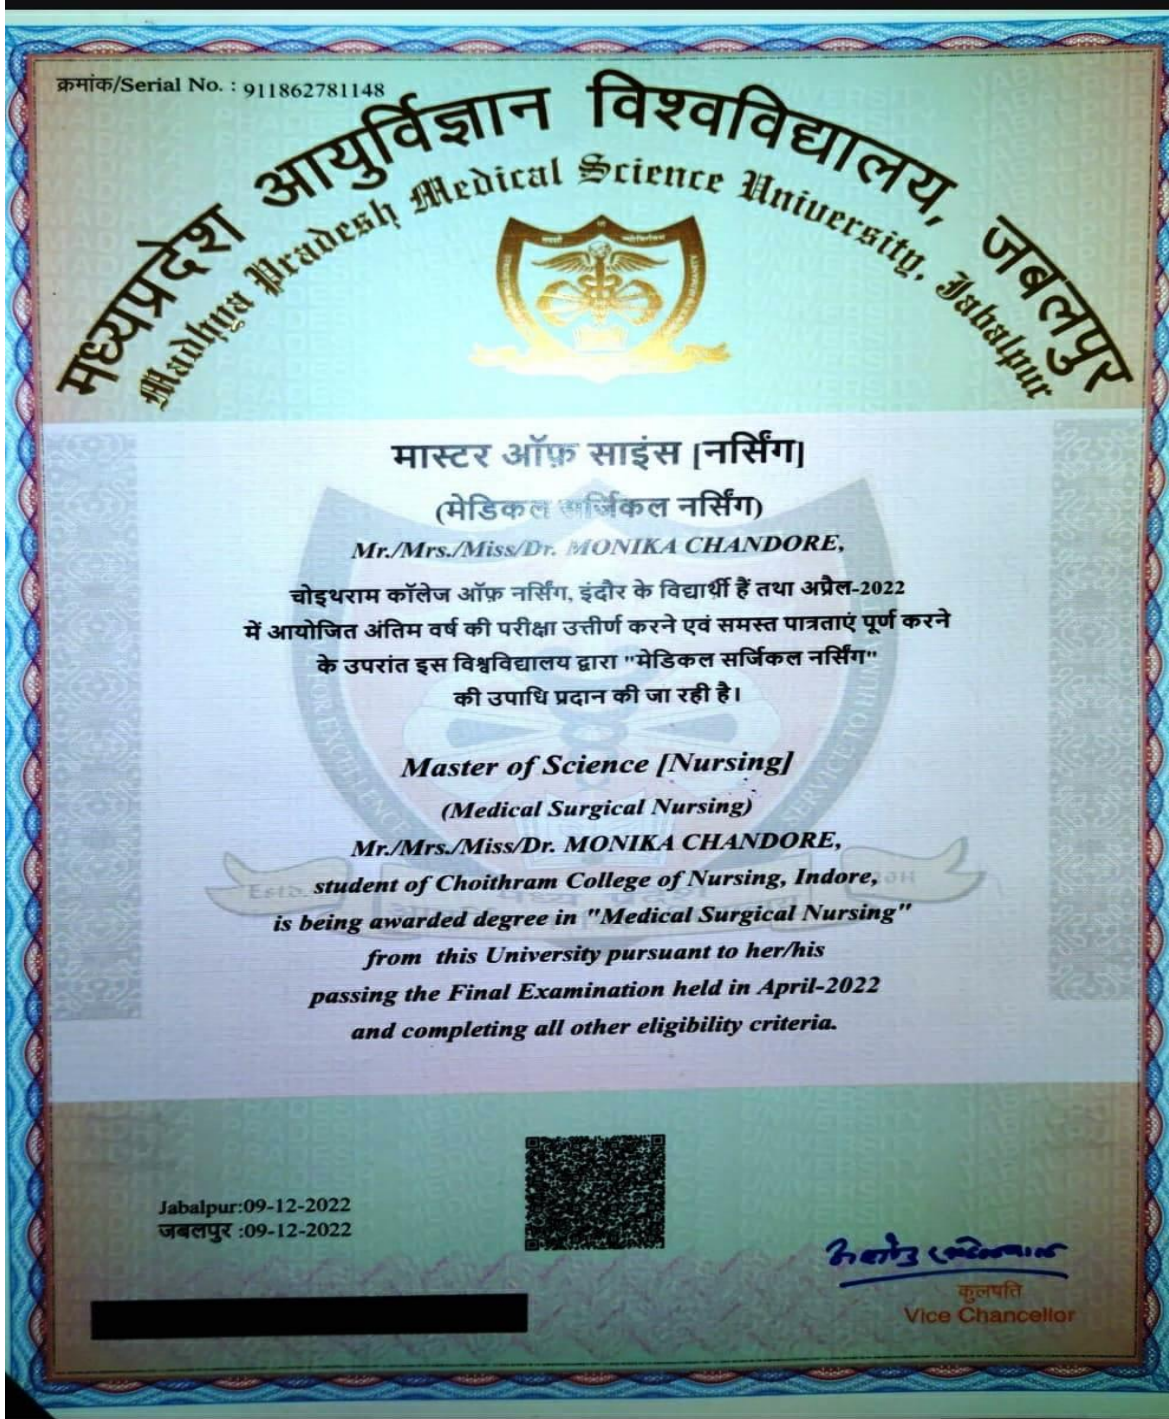 क्रमांक/Serial No. : 911862781148
मध्यप्रदेश आयुर्विज्ञान विश्वविद्यालय, जबलपुर
Madhya Pradesh Medical Science University, Jabalpur
मास्टर ऑफ़ साइंस [नर्सिंग]
(मेडिकल सर्जिकल नर्सिंग)
Mr./Mrs./Miss/Dr. MONIKA CHANDORE,
चोइथराम कॉलेज ऑफ़ नर्सिंग, इंदौर के विद्यार्थी हैं तथा अप्रैल-2022
में आयोजित अंतिम वर्ष की परीक्षा उत्तीर्ण करने एवं समस्त पात्रताएं पूर्ण करने
के उपरांत इस विश्वविद्यालय द्वारा "मेडिकल सर्जिकल नर्सिंग"
की उपाधि प्रदान की जा रही है।
Master of Science [Nursing]
(Medical Surgical Nursing)
Mr./Mrs./Miss/Dr. MONIKA CHANDORE,
student of Choithram College of Nursing, Indore,
is being awarded degree in "Medical Surgical Nursing"
from this University pursuant to her/his
passing the Final Examination held in April-2022
and completing all other eligibility criteria.
Jabalpur:09-12-2022
जबलपुर :09-12-2022
कुलपति
Vice Chancellor